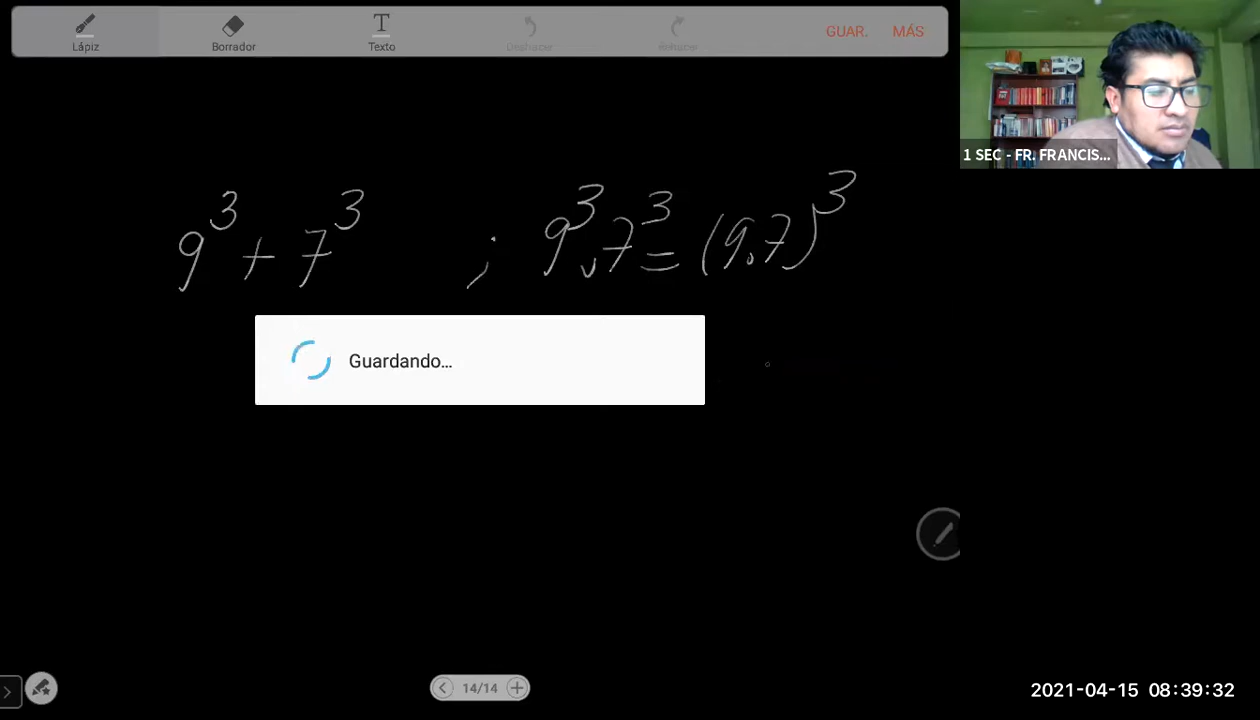 Lápiz Borrador Texto Deshacer Rehacer GUAR. MÁS
1 SEC - FR. FRANCIS...
9³ + 7³ ; 9³.7³ = (9.7)³
Guardando...
14/14
2021-04-15 08:39:32